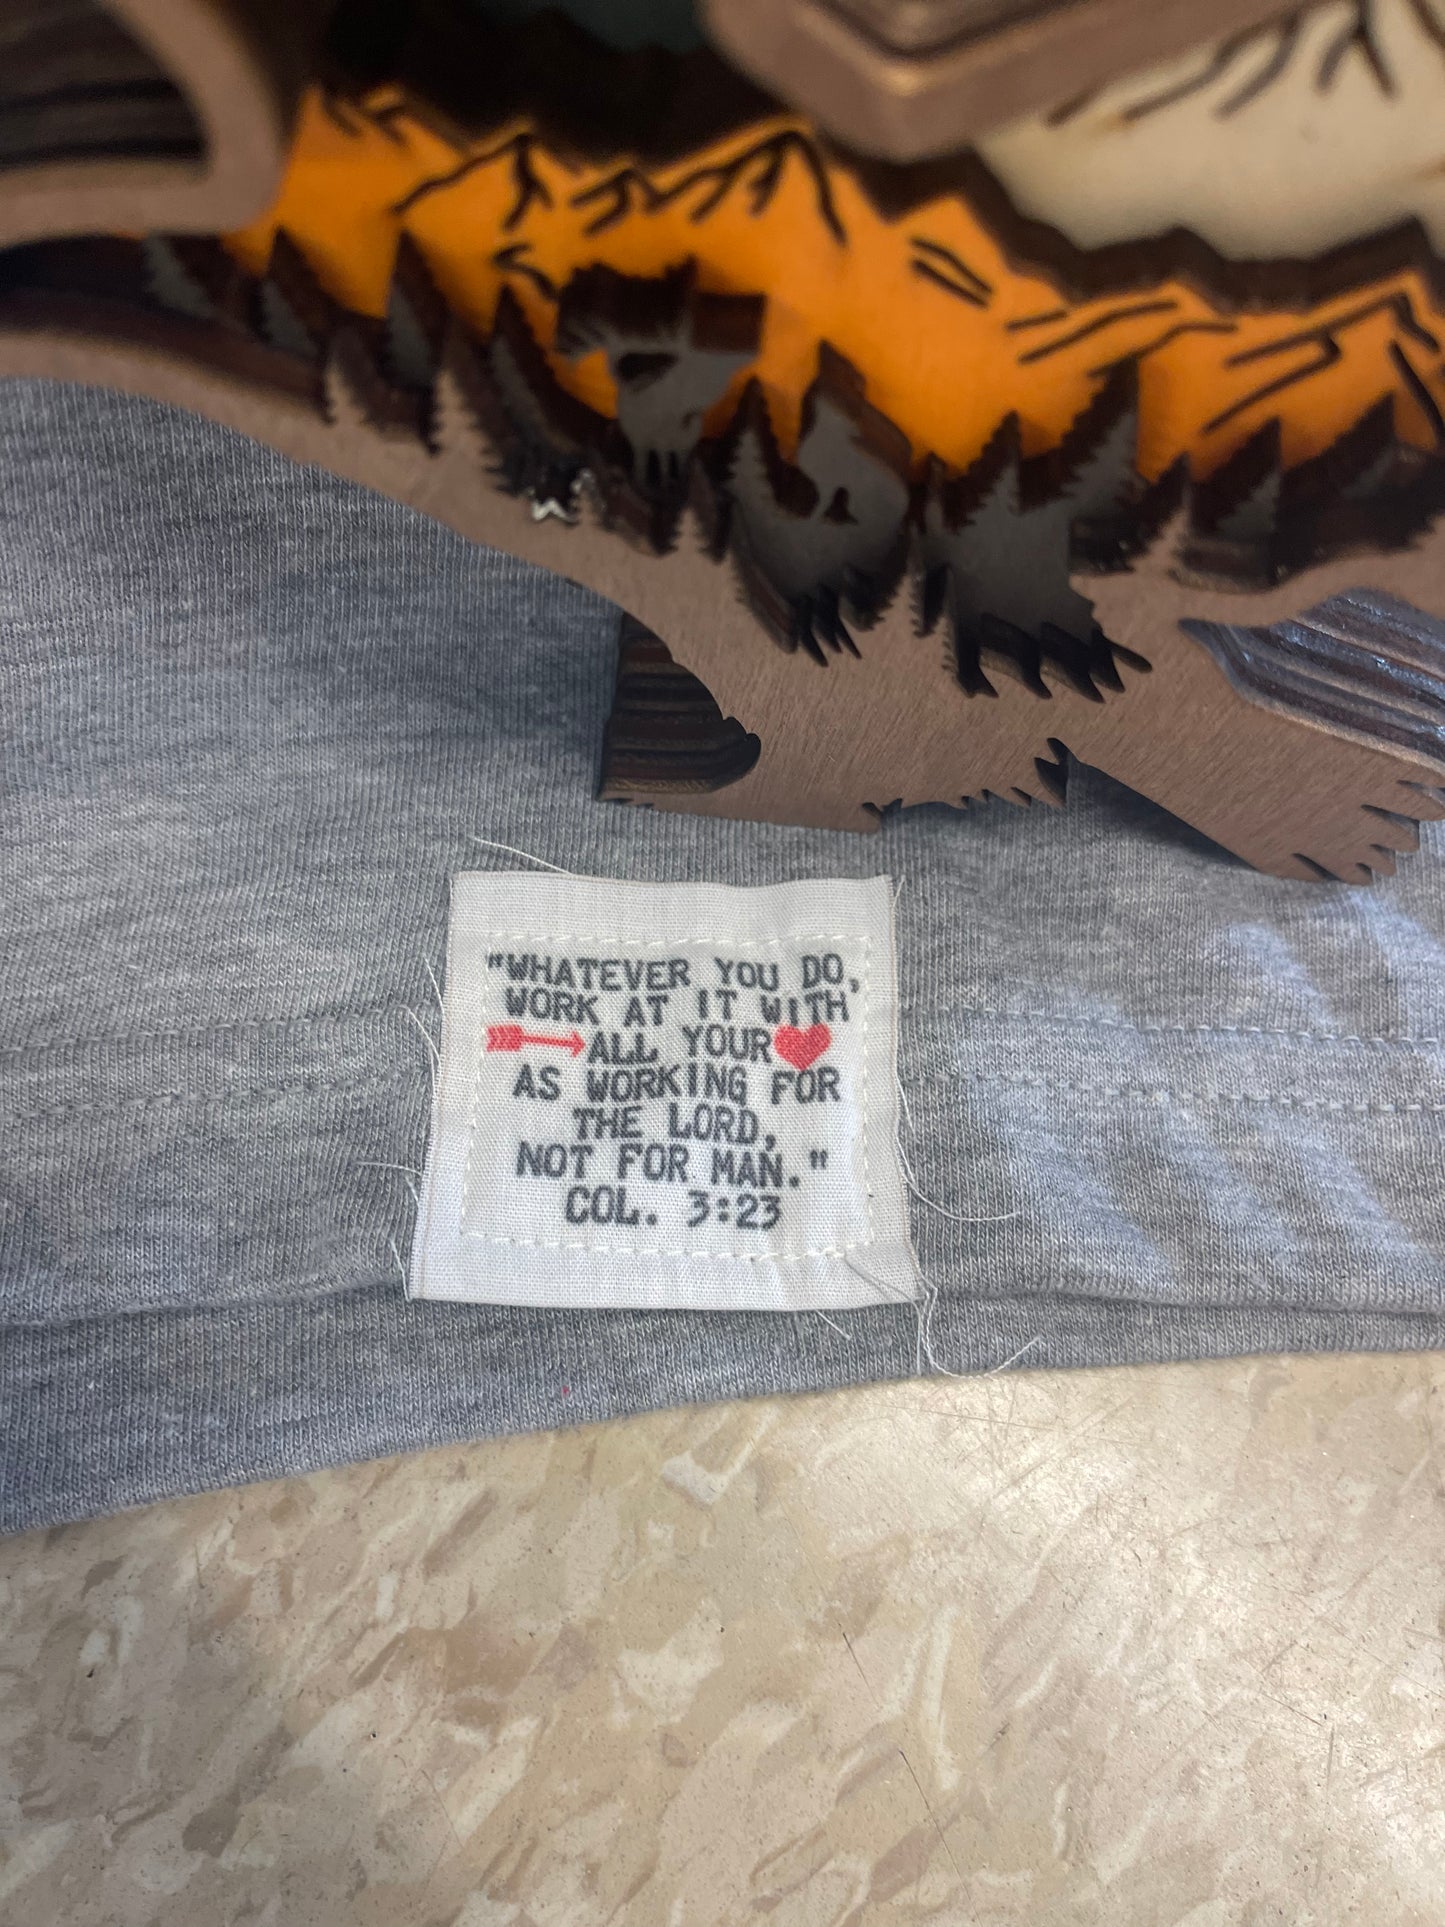 "WHATEVER YOU DO,
WORK AT IT WITH
ALL YOUR
AS WORKING FOR
THE LORD,
NOT FOR MAN."
COL. 3:23